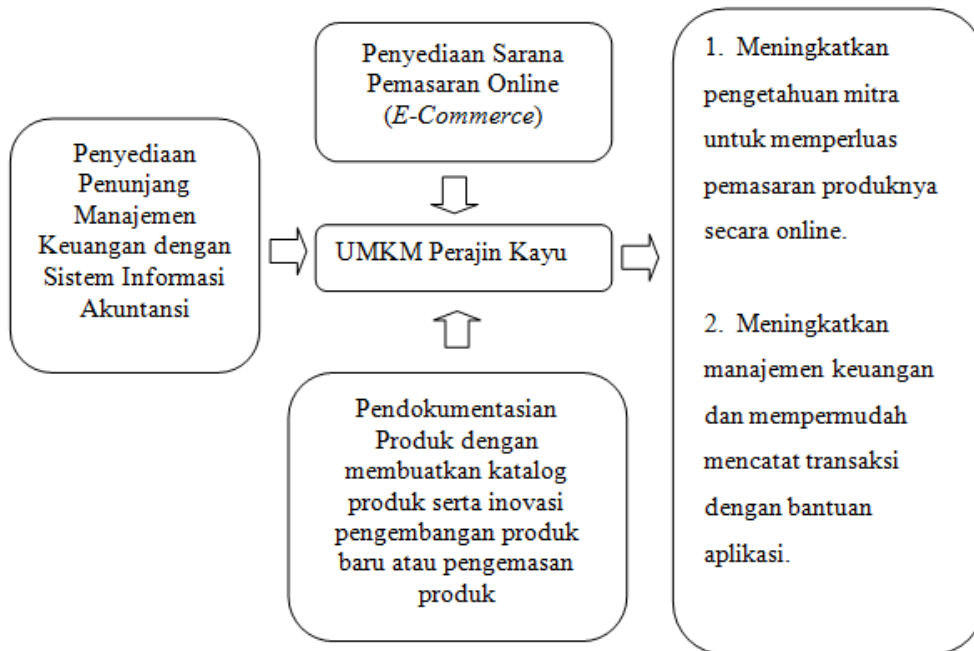 Penyediaan Sarana
Pemasaran Online
(E-Commerce)
Penyediaan
Penunjang
Manajemen
Keuangan dengan
Sistem Informasi
Akuntansi
UMKM Perajin Kayu
Pendokumentasian
Produk dengan
membuatkan katalog
produk serta inovasi
pengembangan produk
baru atau pengemasan
produk
1. Meningkatkan
pengetahuan mitra
untuk memperluas
pemasaran produknya
secara online.
2. Meningkatkan
manajemen keuangan
dan mempermudah
mencatat transaksi
dengan bantuan
aplikasi.